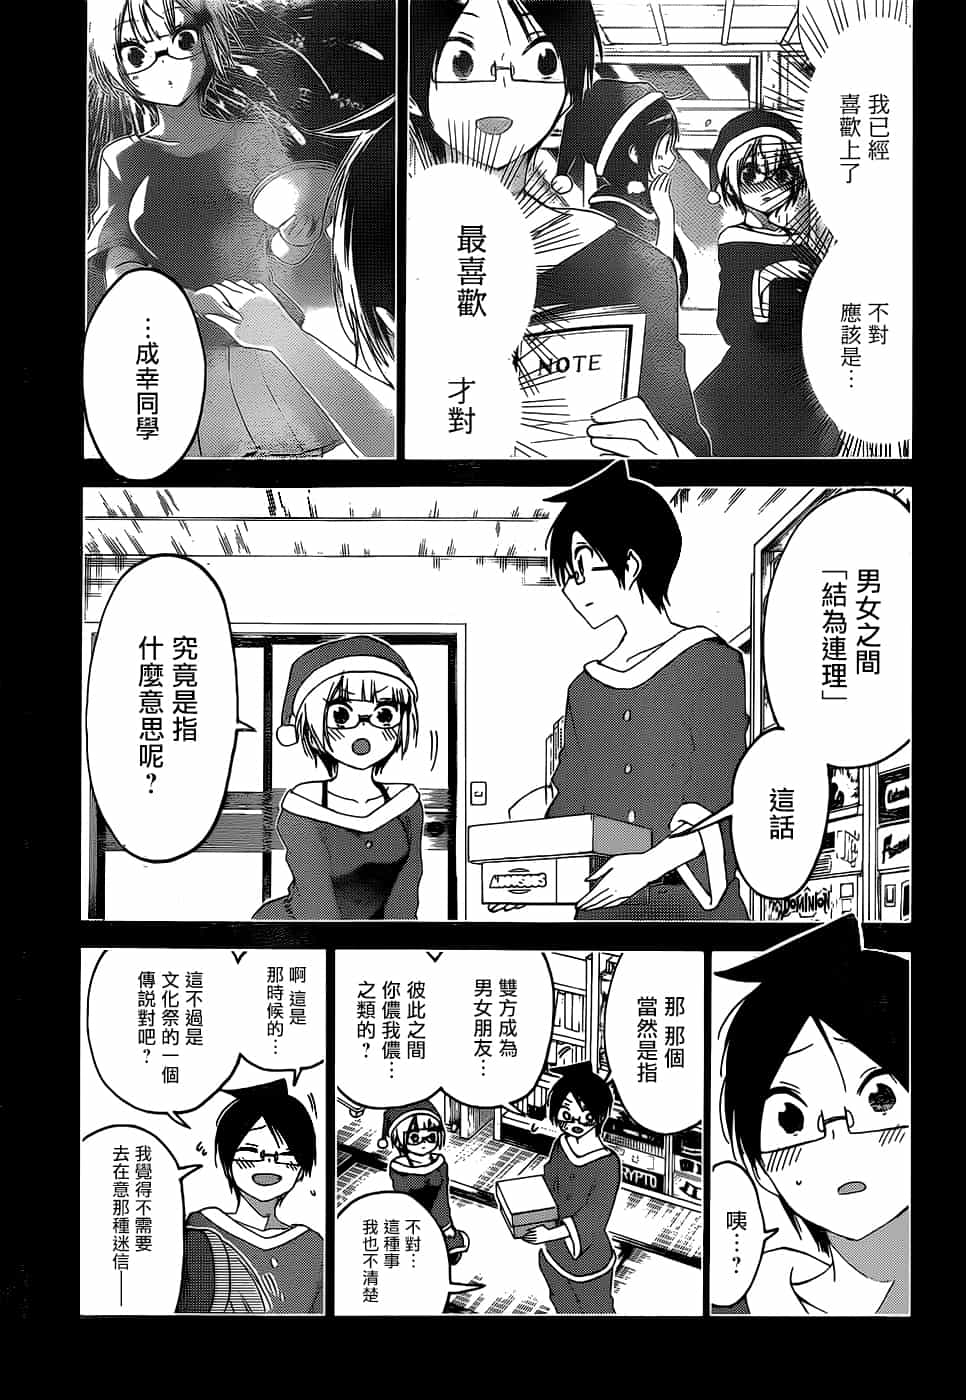 我已經
喜歡上了
不對
應該是…
最喜歡
才對
NOTE
…成幸同學
男女之間
「結為連理」
這話
究竟是指
什麼意思呢？
DOMINION
咦…？
那 那個
當然是指
雙方成為
男女朋友…
彼此之間
你儂我儂…
之類的？
不對…
這種事
我也不清楚
CRYPTO
啊 這是
那時候的…
這不過是
文化祭的一個
傳說對吧？
我覺得不需要
去在意那種迷信——